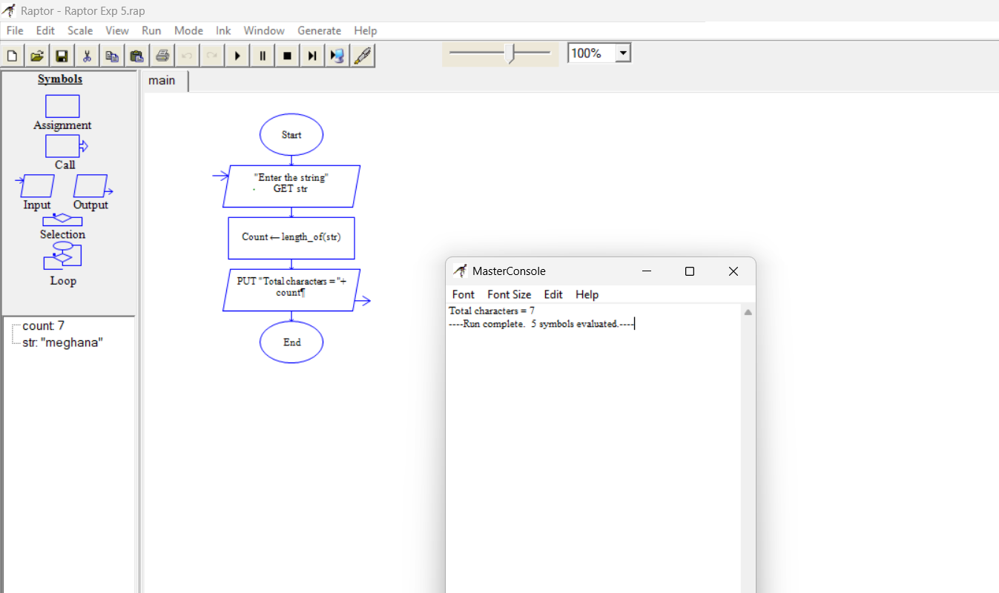 Raptor - Raptor Exp 5.rap
File Edit Scale View Run Mode Ink Window Generate Help
100%
Symbols
Assignment
Call
Input Output
Selection
Loop
count: 7
str: "meghana"
main
Start
"Enter the string"
GET str
Count ← length_of(str)
PUT "Total characters = "+
count¶
End
MasterConsole
Font Font Size Edit Help
Total characters = 7
----Run complete.  5 symbols evaluated.----